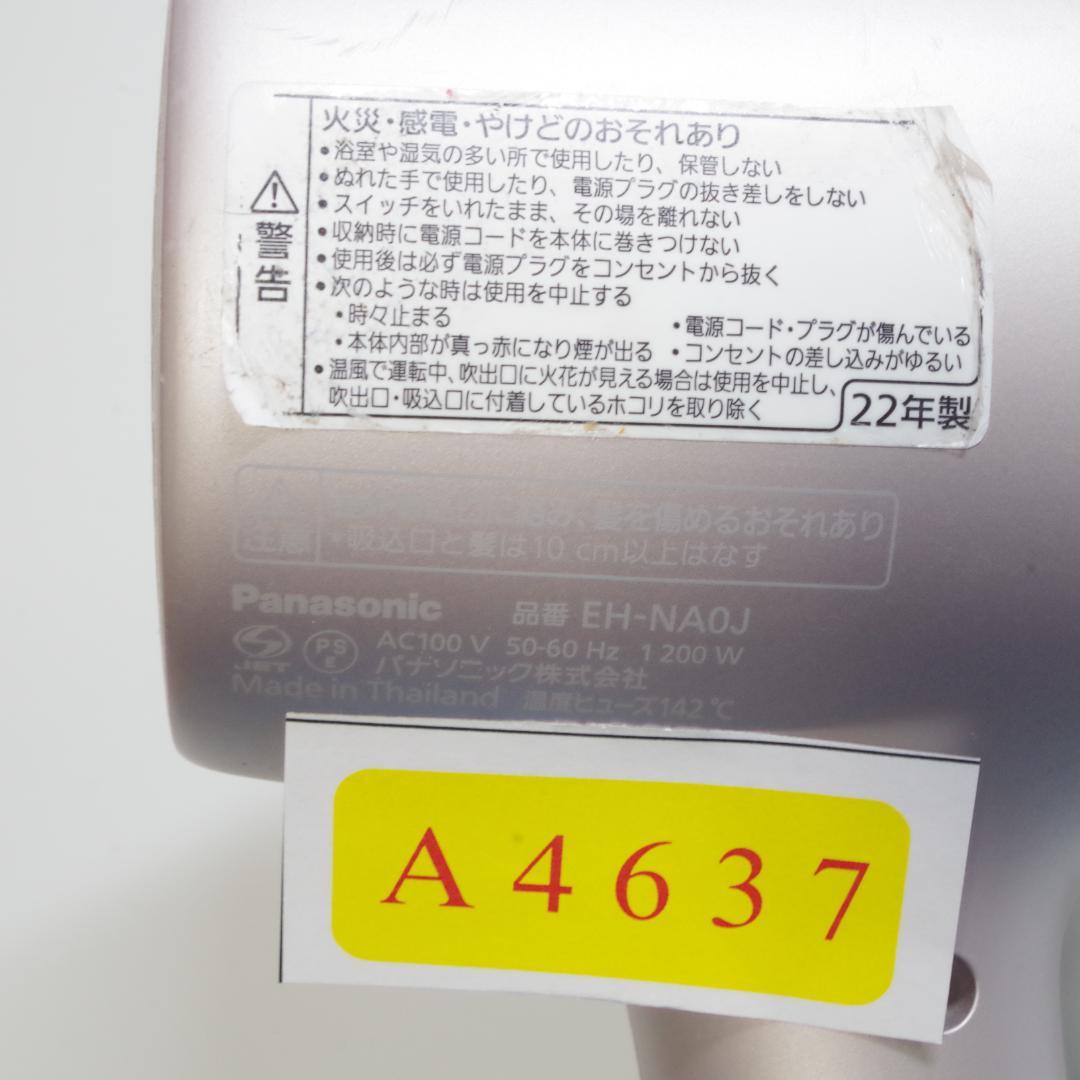 火災・感電・やけどのおそれあり
警告
•浴室や湿気の多い所で使用したり、保管しない
•ぬれた手で使用したり、電源プラグの抜き差しをしない
•スイッチをいれたまま、その場を離れない
•収納時に電源コードを本体に巻きつけない
•使用後は必ず電源プラグをコンセントから抜く
•次のような時は使用を中止する
•時々止まる •電源コード・プラグが傷んでいる
•本体内部が真っ赤になり煙が出る •コンセントの差し込みがゆるい
•温風で運転中、吹出口に火花が見える場合は使用を中止し、
吹出口・吸込口に付着しているホコリを取り除く
22年製
み、髪を傷めるおそれあり
注意
•吸込口と髪は10 cm以上はなす
Panasonic 品番 EH-NA0J
JET PS E AC100 V 50-60 Hz 1 200 W
パナソニック株式会社
Made in Thailand 温度ヒューズ142 ℃
A4637